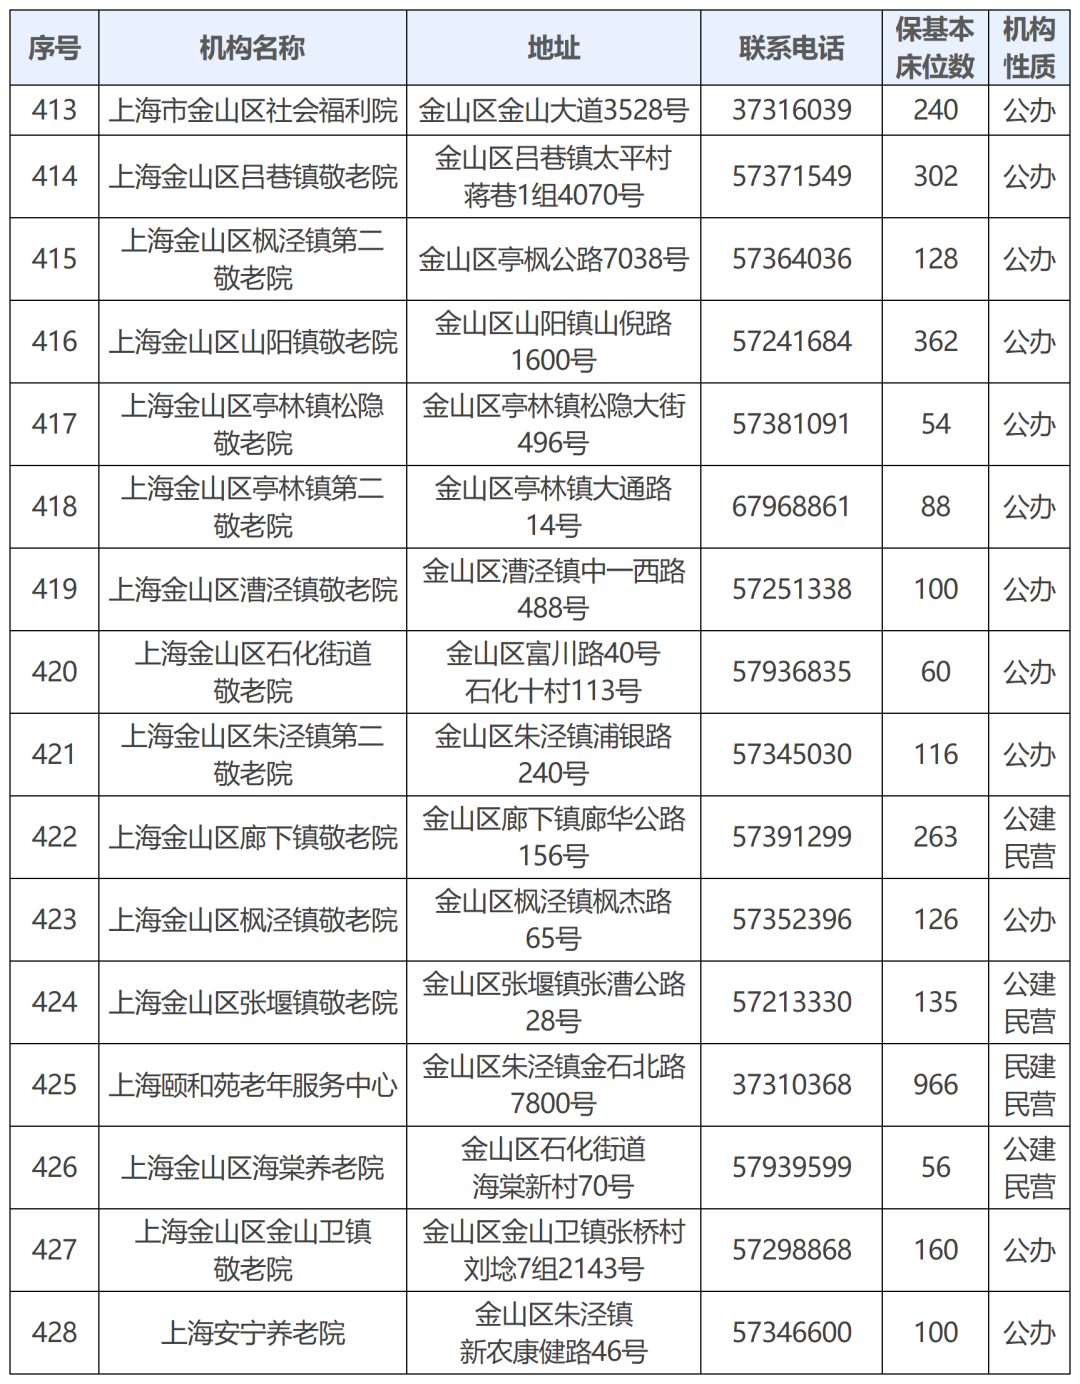 序号 机构名称 地址 联系电话 保基本床位数 机构性质
413 上海市金山区社会福利院 金山区金山大道3528号 37316039 240 公办
414 上海金山区吕巷镇敬老院 金山区吕巷镇太平村蒋巷1组4070号 57371549 302 公办
415 上海金山区枫泾镇第二敬老院 金山区亭枫公路7038号 57364036 128 公办
416 上海金山区山阳镇敬老院 金山区山阳镇山倪路1600号 57241684 362 公办
417 上海金山区亭林镇松隐敬老院 金山区亭林镇松隐大街496号 57381091 54 公办
418 上海金山区亭林镇第二敬老院 金山区亭林镇大通路14号 67968861 88 公办
419 上海金山区漕泾镇敬老院 金山区漕泾镇中一西路488号 57251338 100 公办
420 上海金山区石化街道敬老院 金山区富川路40号石化十村113号 57936835 60 公办
421 上海金山区朱泾镇第二敬老院 金山区朱泾镇浦银路240号 57345030 116 公办
422 上海金山区廊下镇敬老院 金山区廊下镇廊华公路156号 57391299 263 公建民营
423 上海金山区枫泾镇敬老院 金山区枫泾镇枫杰路65号 57352396 126 公办
424 上海金山区张堰镇敬老院 金山区张堰镇张漕公路28号 57213330 135 公建民营
425 上海颐和苑老年服务中心 金山区朱泾镇金石北路7800号 37310368 966 民建民营
426 上海金山区海棠养老院 金山区石化街道海棠新村70号 57939599 56 公建民营
427 上海金山区金山卫镇敬老院 金山区金山卫镇张桥村刘埝7组2143号 57298868 160 公办
428 上海安宁养老院 金山区朱泾镇新农康健路46号 57346600 100 公办